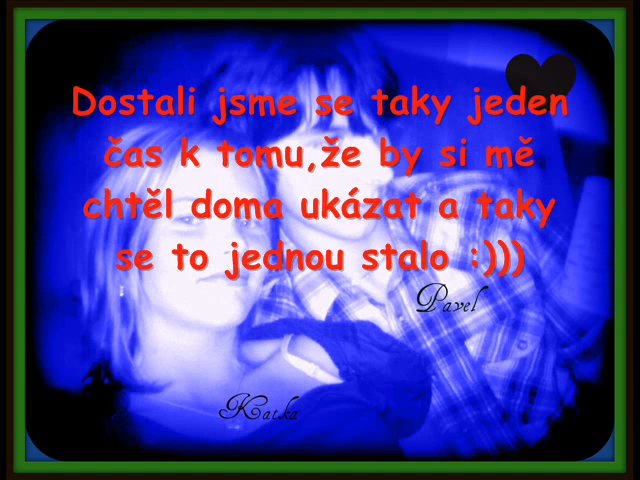 Dostali jsme se taky jeden
čas k tomu,že by si mě
chtěl doma ukázat a taky
se to jednou stalo :)))
Pavel
Katka